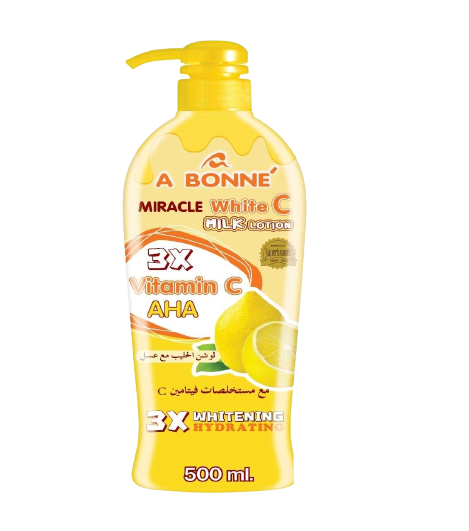 A BONNÉ
MIRACLE White C
MILK LOTION
3X
Vitamin C
AHA
لوشن الحليب مع عسل
مع مستخلصات فيتامين C
3X WHITENING
HYDRATING
500 ml.